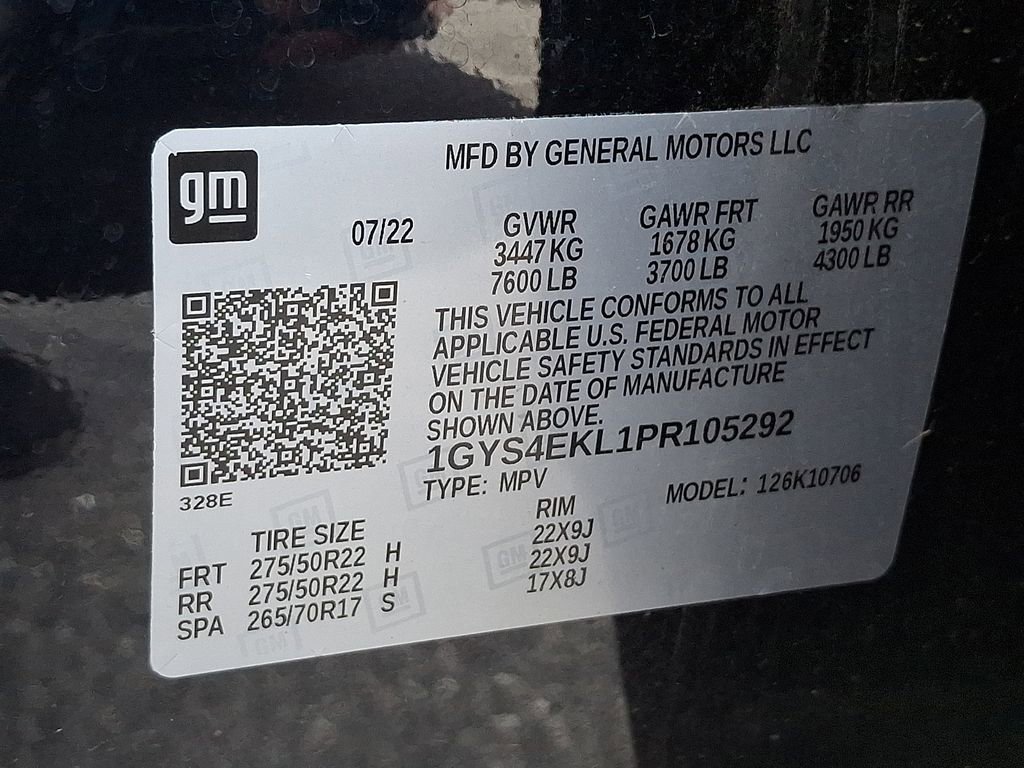 gm
MFD BY GENERAL MOTORS LLC
07/22 GVWR GAWR FRT GAWR RR
3447 KG 1678 KG 1950 KG
7600 LB 3700 LB 4300 LB
THIS VEHICLE CONFORMS TO ALL
APPLICABLE U.S. FEDERAL MOTOR
VEHICLE SAFETY STANDARDS IN EFFECT
ON THE DATE OF MANUFACTURE
SHOWN ABOVE.
1GYS4EKL1PR105292
328E
TYPE: MPV MODEL: 126K10706
TIRE SIZE RIM
FRT 275/50R22 H 22X9J
RR 275/50R22 H 22X9J
SPA 265/70R17 S 17X8J